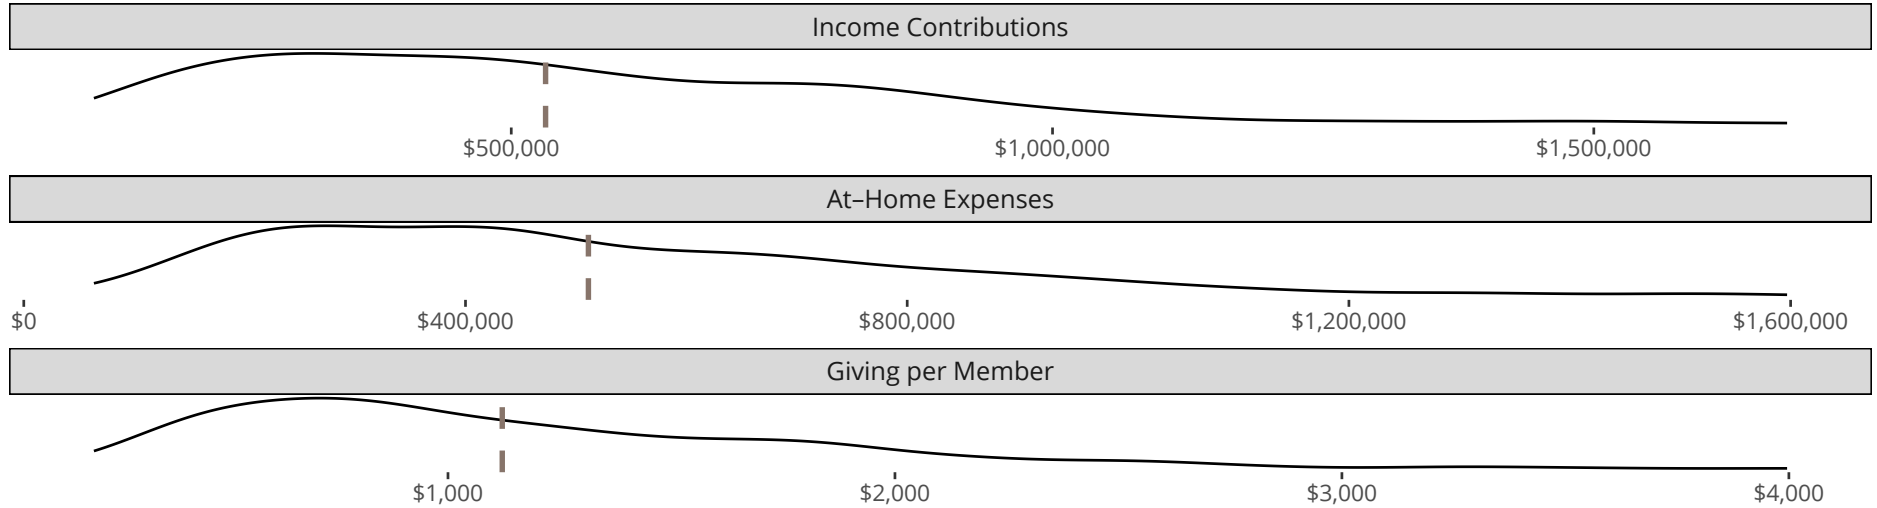 Income Contributions
$500,000 $1,000,000 $1,500,000
At–Home Expenses
$0 $400,000 $800,000 $1,200,000 $1,600,000
Giving per Member
$1,000 $2,000 $3,000 $4,000